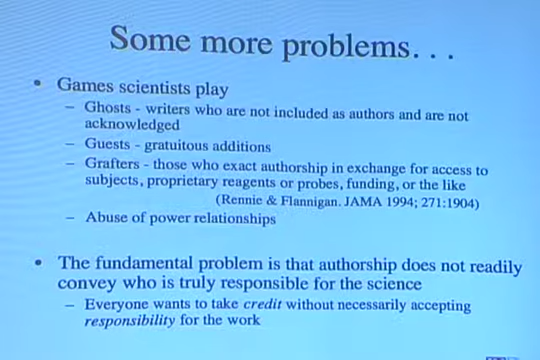 Some more problems. . .
• Games scientists play
– Ghosts - writers who are not included as authors and are not
acknowledged
– Guests - gratuitous additions
– Grafters - those who exact authorship in exchange for access to
subjects, proprietary reagents or probes, funding, or the like
(Rennie & Flannigan. JAMA 1994; 271:1904)
– Abuse of power relationships
• The fundamental problem is that authorship does not readily
convey who is truly responsible for the science
– Everyone wants to take credit without necessarily accepting
responsibility for the work